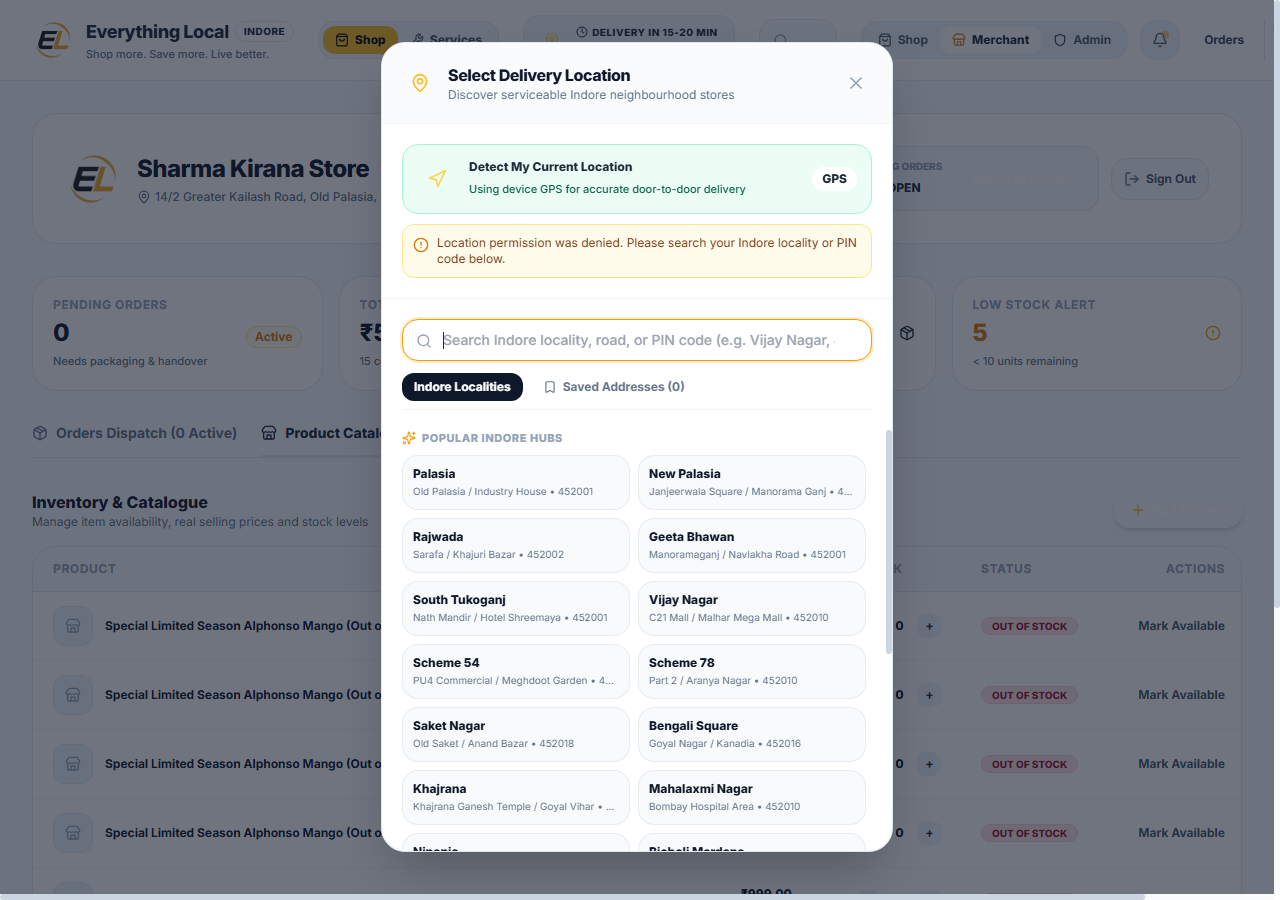 Everything Local
INDORE
Shop more. Save more. Live better.
Shop
Services
DELIVERY IN 15-20 MIN
Shop
Merchant
Admin
Orders
Select Delivery Location
Discover serviceable Indore neighbourhood stores
EL
Sharma Kirana Store
14/2 Greater Kailash Road, Old Palasia,
ORDERS
OPEN
Sign Out
Detect My Current Location
Using device GPS for accurate door-to-door delivery
GPS
Location permission was denied. Please search your Indore locality or PIN
code below.
PENDING ORDERS
0
Active
Needs packaging & handover
LOW STOCK ALERT
5
< 10 units remaining
Search Indore locality, road, or PIN code (e.g. Vijay Nagar,
Indore Localities
Saved Addresses (0)
Orders Dispatch (0 Active)
POPULAR INDORE HUBS
Palasia
Old Palasia / Industry House • 452001
New Palasia
Janjeerwala Square / Manorama Ganj • 4...
Rajwada
Sarafa / Khajuri Bazar • 452002
Geeta Bhawan
Manoramaganj / Navlakha Road • 452001
South Tukoganj
Nath Mandir / Hotel Shreemaya • 452001
Vijay Nagar
C21 Mall / Malhar Mega Mall • 452010
Scheme 54
PU4 Commercial / Meghdoot Garden • 4...
Scheme 78
Part 2 / Aranya Nagar • 452010
Saket Nagar
Old Saket / Anand Bazar • 452018
Bengali Square
Goyal Nagar / Kanadia • 452016
Khajrana
Khajrana Ganesh Temple / Goyal Vihar • ...
Mahalaxmi Nagar
Bombay Hospital Area • 452010
Inventory & Catalogue
Manage item availability, real selling prices and stock levels
PRODUCT
STATUS
ACTIONS
Special Limited Season Alphonso Mango (Out o
0 +
OUT OF STOCK
Mark Available
Special Limited Season Alphonso Mango (Out o
0 +
OUT OF STOCK
Mark Available
Special Limited Season Alphonso Mango (Out o
0 +
OUT OF STOCK
Mark Available
Special Limited Season Alphonso Mango (Out o
0 +
OUT OF STOCK
Mark Available